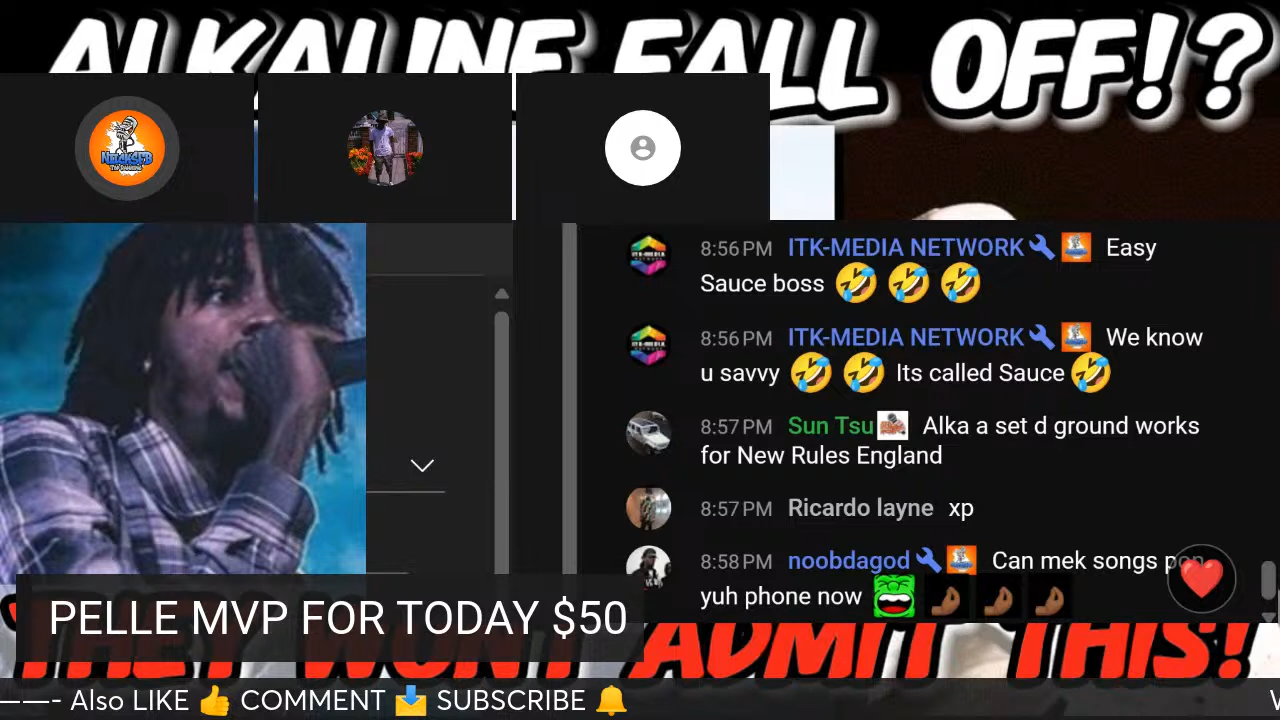 ALKALINE FALL OFF!?
8:56 PM ITK-MEDIA NETWORK Easy
Sauce boss 🤣 🤣 🤣
8:56 PM ITK-MEDIA NETWORK We know
u savvy 🤣 🤣 Its called Sauce 🤣
8:57 PM Sun Tsu Alka a set d ground works
for New Rules England
8:57 PM Ricardo layne xp
8:58 PM noobdagod Can mek songs pon
yuh phone now
PELLE MVP FOR TODAY $50
THEY WONT ADMIT THIS!
——- Also LIKE 👍 COMMENT 📩 SUBSCRIBE 🔔